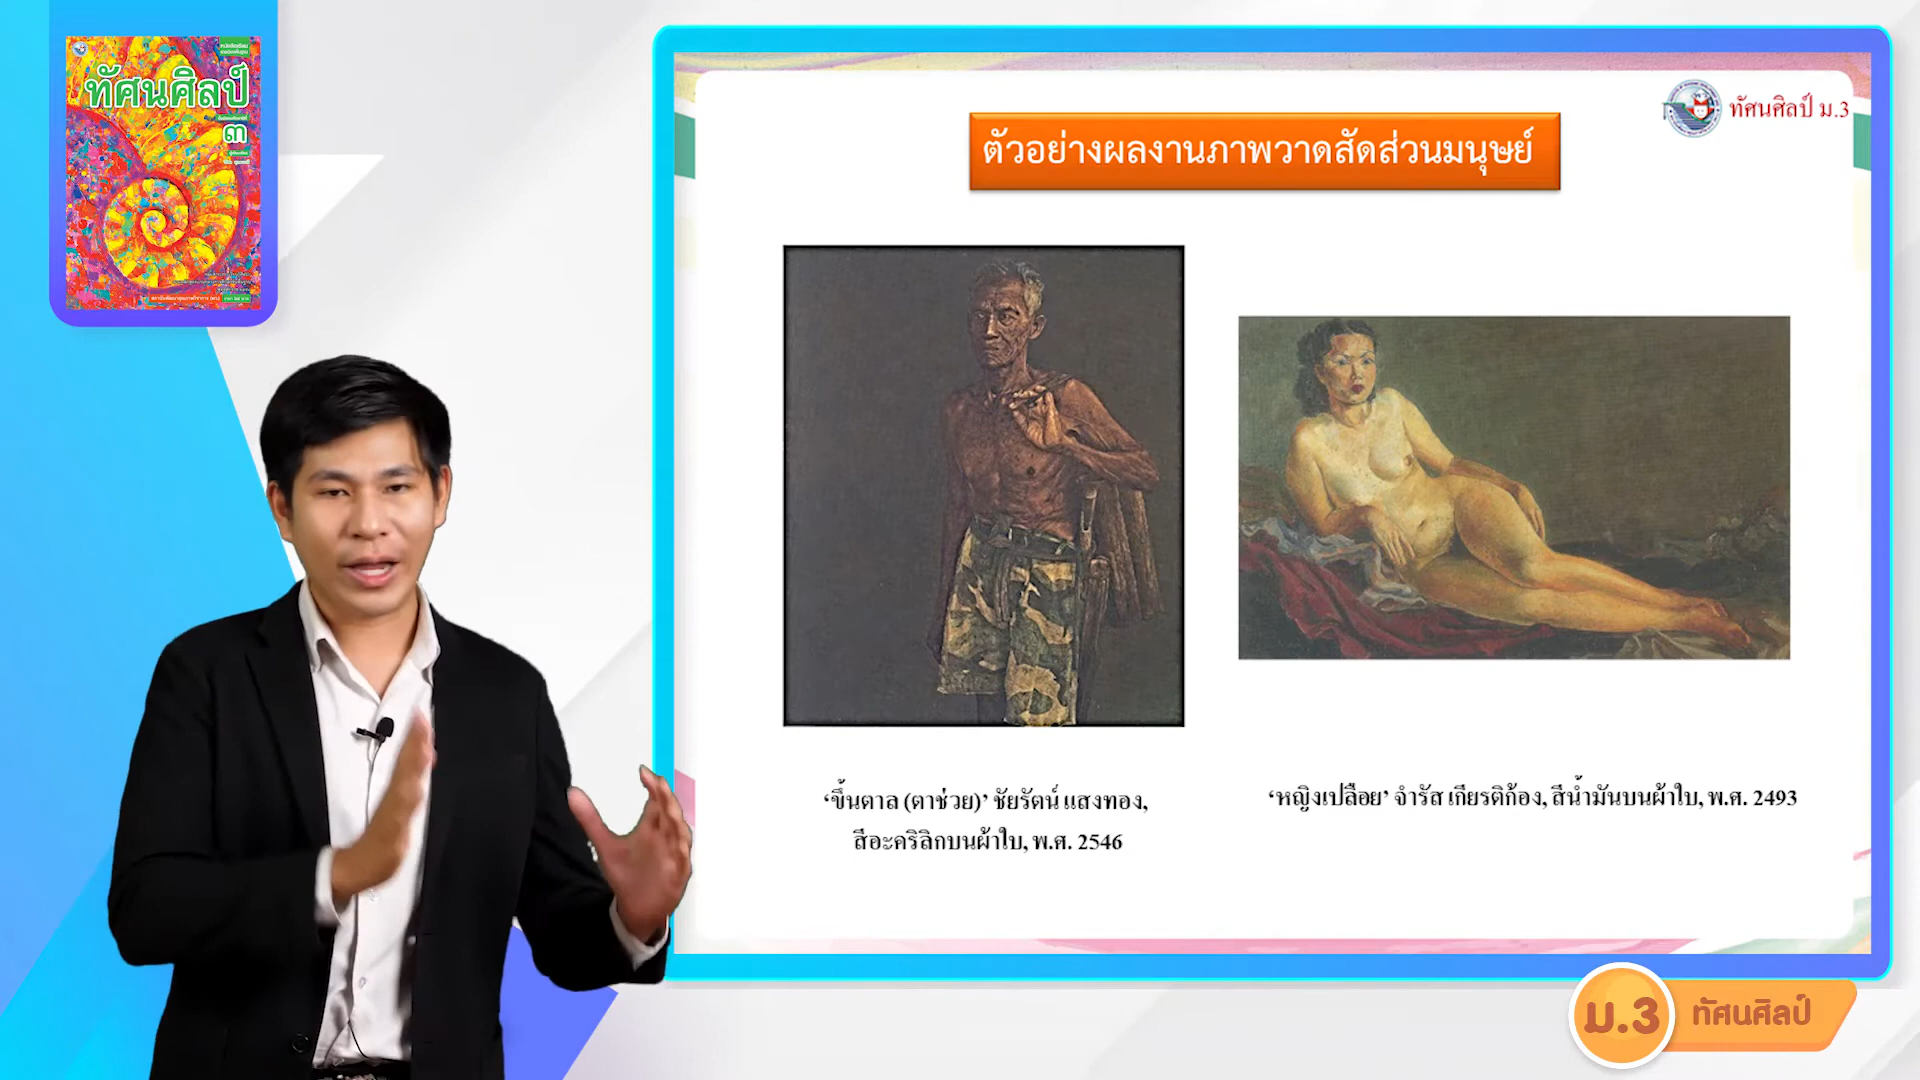 ทัศนศิลป์
๓
ทัศนศิลป์ ม.3
ตัวอย่างผลงานภาพวาดสัดส่วนมนุษย์
‘ขึ้นตาล (ตาช่วย)’ ชัยรัตน์ แสงทอง,
สีอะคริลิกบนผ้าใบ, พ.ศ. 2546
‘หญิงเปลือย’ จำรัส เกียรติก้อง, สีน้ำมันบนผ้าใบ, พ.ศ. 2493
ม.3 ทัศนศิลป์